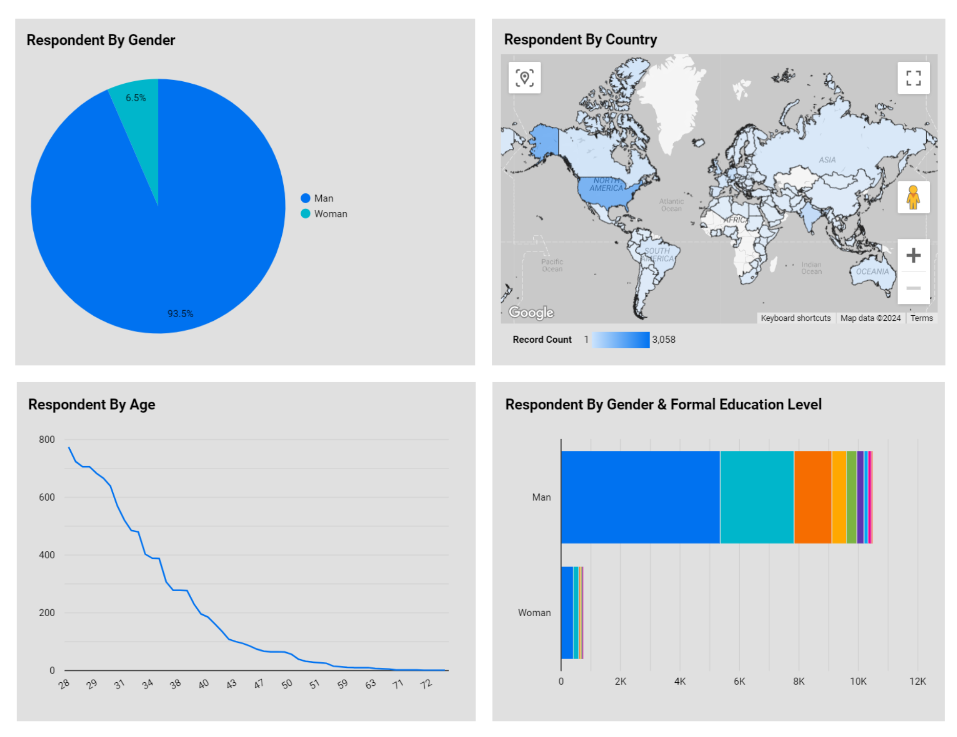 Respondent By Gender
6.5%
93.5%
Man
Woman
Respondent By Country
NORTH
AMERICA
ASIA
Atlantic
Ocean
AFRICA
SOUTH
AMERICA
Pacific
Ocean
Indian
Ocean
OCEANIA
Google
Keyboard shortcuts
Map data ©2024
Terms
Record Count
1
3,058
Respondent By Age
800
600
400
200
0
28 29 31 34 38 40 43 47 50 51 59 63 71 72
Respondent By Gender & Formal Education Level
Man
Woman
0 2K 4K 6K 8K 10K 12K